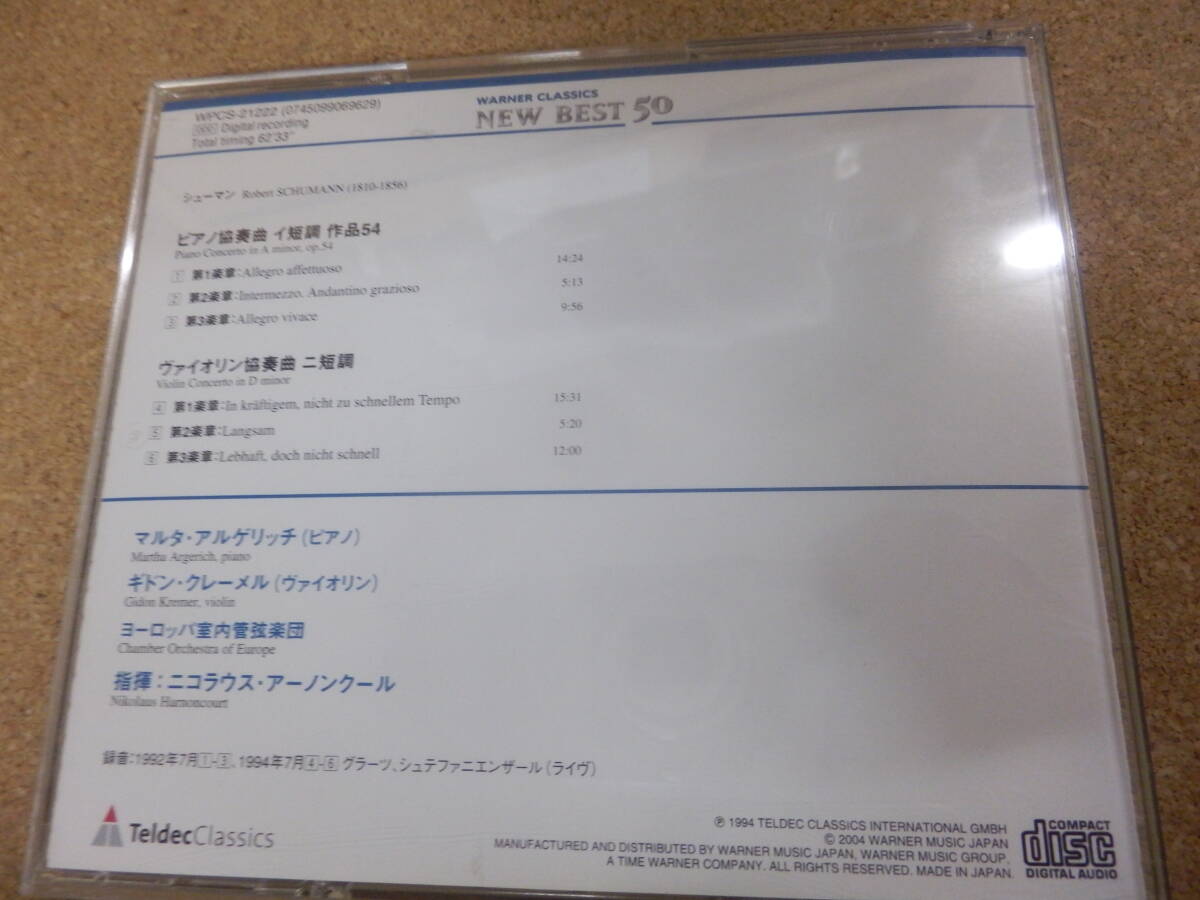 WPCS-21222 (0745099069629)
DDD Digital recording
Total timing 62'33"
WARNER CLASSICS
NEW BEST 50
シューマン Robert SCHUMANN (1810-1856)
ピアノ協奏曲 イ短調 作品54
Piano Concerto in A minor, op.54
1 第1楽章:Allegro affettuoso 14:24
2 第2楽章:Intermezzo. Andantino grazioso 5:13
3 第3楽章:Allegro vivace 9:56
ヴァイオリン協奏曲 ニ短調
Violin Concerto in D minor
4 第1楽章:In kräftigem, nicht zu schnellem Tempo 15:31
5 第2楽章:Langsam 5:20
6 第3楽章:Lebhaft, doch nicht schnell 12:00
マルタ・アルゲリッチ(ピアノ)
Martha Argerich, piano
ギドン・クレーメル(ヴァイオリン)
Gidon Kremer, violin
ヨーロッパ室内管弦楽団
Chamber Orchestra of Europe
指揮:ニコラウス・アーノンクール
Nikolaus Harnoncourt
録音:1992年7月1-3、1994年7月4-6 グラーツ、シュテファニエンザール(ライヴ)
TeldecClassics
℗ 1994 TELDEC CLASSICS INTERNATIONAL GMBH
© 2004 WARNER MUSIC JAPAN
MANUFACTURED AND DISTRIBUTED BY WARNER MUSIC JAPAN, WARNER MUSIC GROUP.
A TIME WARNER COMPANY. ALL RIGHTS RESERVED. MADE IN JAPAN.
COMPACT
disc
DIGITAL AUDIO